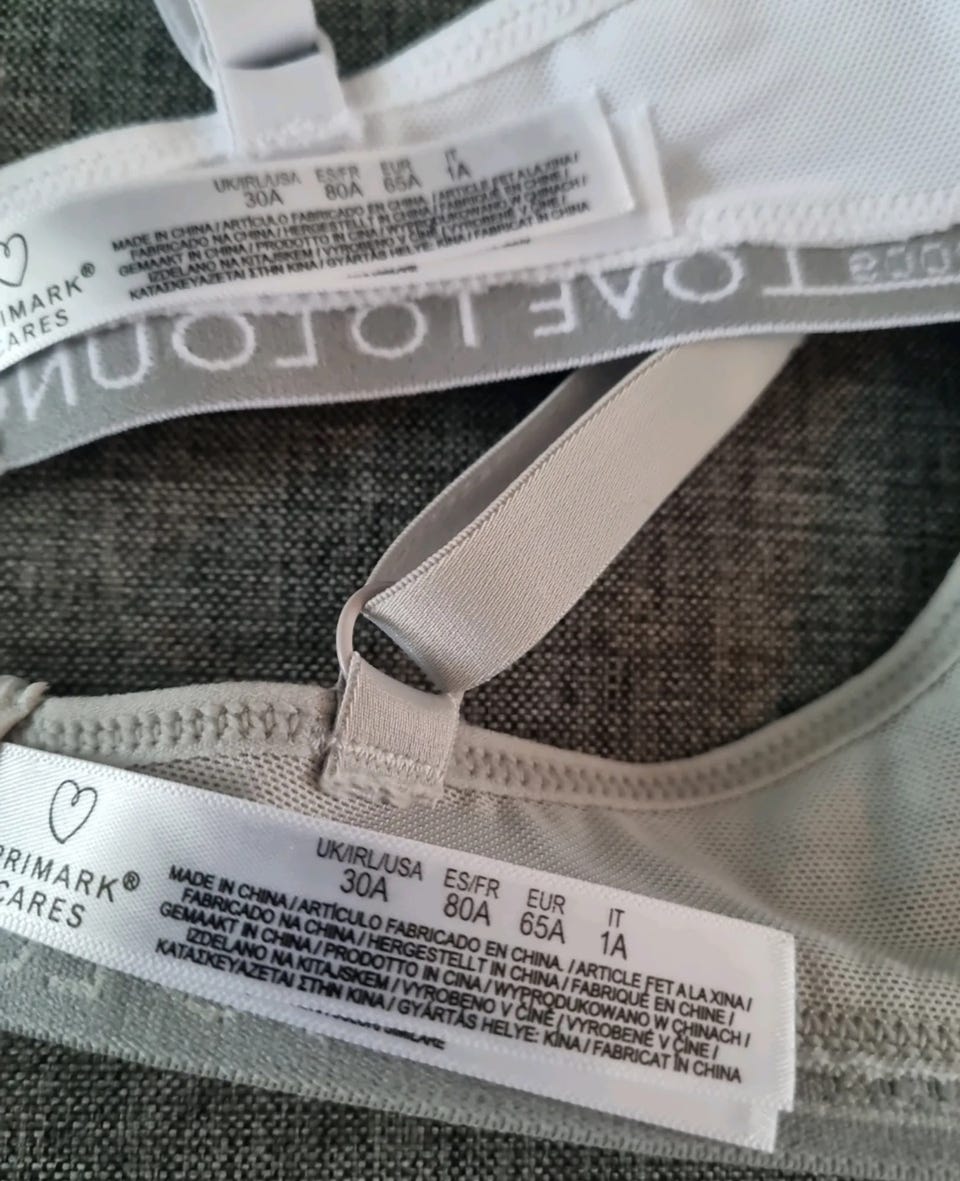 UK/IRL/USA ES/FR EUR IT
30A 80A 65A 1A
MADE IN CHINA / ARTÍCULO FABRICADO EN CHINA. / ARTICLE FET A LA XINA /
FABRICADO NA CHINA / HERGESTELLT IN CHINA / FABRIQUÉ EN CHINE /
GEMAAKT IN CHINA / PRODOTTO IN CINA / WYPRODUKOWANO W CHINACH /
IZDELANO NA KITAJSKEM / VYROBENO V ČÍNĚ / VYROBENÉ V ČÍNE /
ΚΑΤΑΣΚΕΥΑΖΕΤΑΙ ΣΤΗΝ ΚΙΝΑ / GYÁRTÁS HELYE: KÍNA / FABRICAT ÎN CHINA
PRIMARK®
CARES
UK/IRL/USA ES/FR EUR IT
30A 80A 65A 1A
MADE IN CHINA / ARTÍCULO FABRICADO EN CHINA. / ARTICLE FET A LA XINA /
FABRICADO NA CHINA / HERGESTELLT IN CHINA / FABRIQUÉ EN CHINE /
GEMAAKT IN CHINA / PRODOTTO IN CINA / WYPRODUKOWANO W CHINACH /
IZDELANO NA KITAJSKEM / VYROBENO V ČÍNĚ / VYROBENÉ V ČÍNE /
ΚΑΤΑΣΚΕΥΑΖΕΤΑΙ ΣΤΗΝ ΚΙΝΑ / GYÁRTÁS HELYE: KÍNA / FABRICAT ÎN CHINA
PRIMARK®
CARES